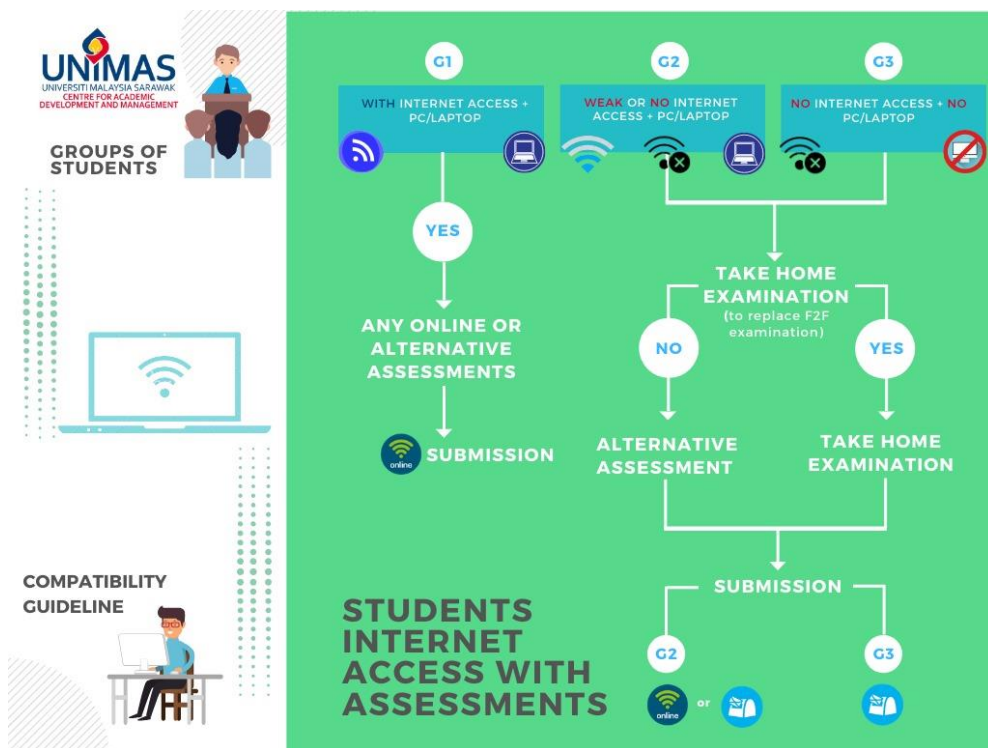 UNIMAS
UNIVERSITI MALAYSIA SARAWAK
CENTRE FOR ACADEMIC
DEVELOPMENT AND MANAGEMENT
GROUPS OF
STUDENTS
COMPATIBILITY
GUIDELINE
G1
WITH INTERNET ACCESS +
PC/LAPTOP
G2
WEAK OR NO INTERNET
ACCESS + PC/LAPTOP
G3
NO INTERNET ACCESS + NO
PC/LAPTOP
YES
ANY ONLINE OR
ALTERNATIVE
ASSESSMENTS
online
SUBMISSION
TAKE HOME
EXAMINATION
(to replace F2F
examination)
NO
YES
ALTERNATIVE
ASSESSMENT
TAKE HOME
EXAMINATION
SUBMISSION
G2
G3
online
or
STUDENTS
INTERNET
ACCESS WITH
ASSESSMENTS